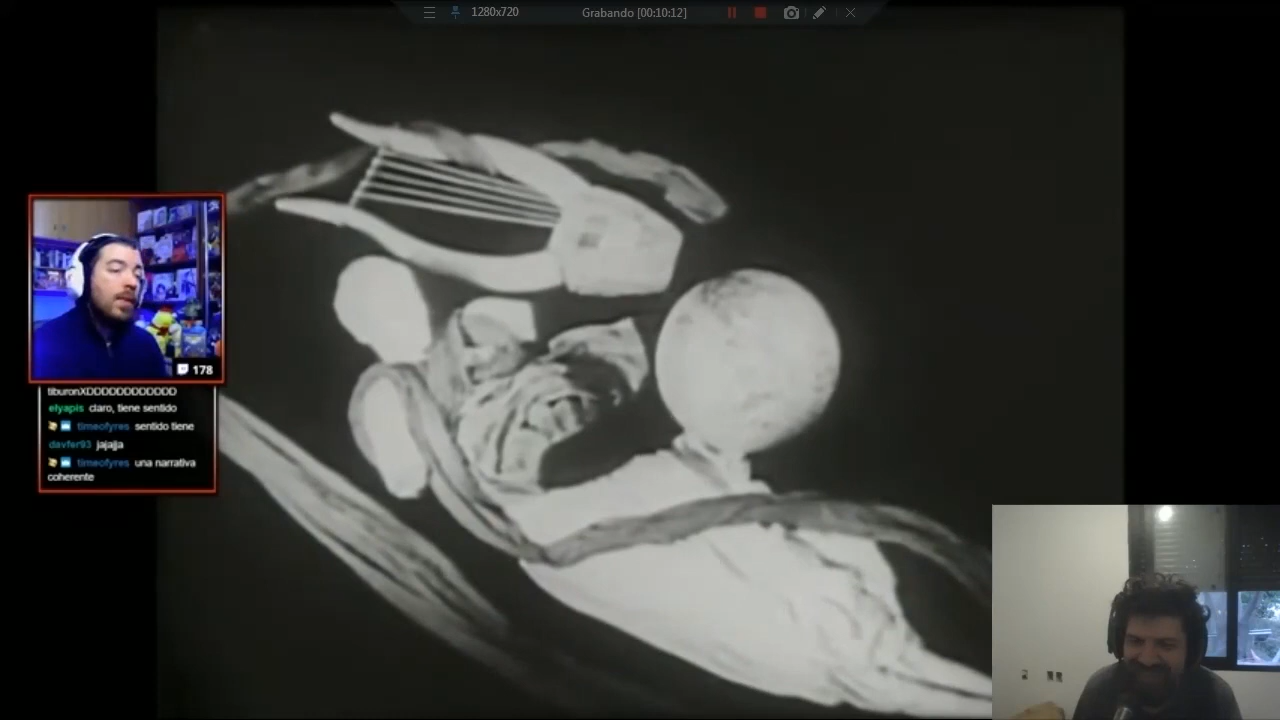 1280x720
Grabando [00:10:12]
178
tiburonXDDDDDDDDDDDD
elyapis claro, tiene sentido
timeofyres sentido tiene
davfer93 jajajja
timeofyres una narrativa
coherente